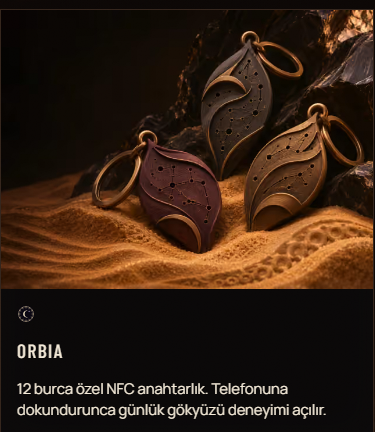 ORBIA
12 burca özel NFC anahtarlık. Telefonuna
dokundurunca günlük gökyüzü deneyimi açılır.